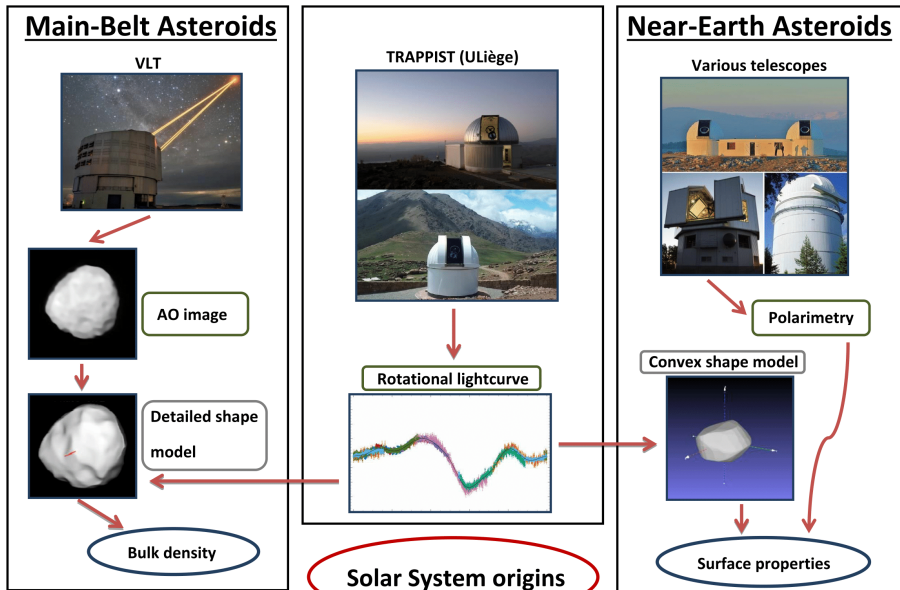 Main-Belt Asteroids
VLT
AO image
Detailed shape
model
Bulk density
TRAPPIST (ULiège)
Rotational lightcurve
Solar System origins
Near-Earth Asteroids
Various telescopes
Polarimetry
Convex shape model
Surface properties